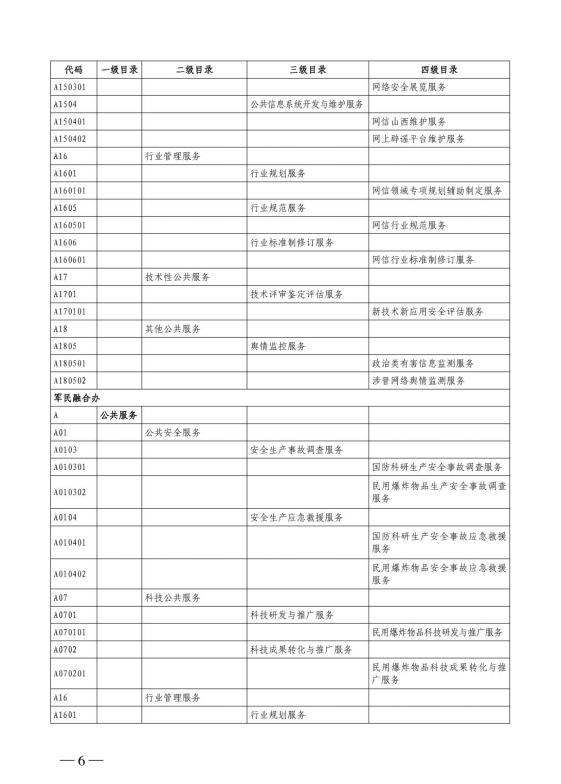 代码 一级目录 二级目录 三级目录 四级目录
A150301 网络安全展览服务
A1504 公共信息系统开发与维护服务
A150401 网信山西维护服务
A150402 网上辟谣平台维护服务
A16 行业管理服务
A1601 行业规划服务
A160101 网信领域专项规划辅助制定服务
A1605 行业规范服务
A160501 网信行业规范服务
A1606 行业标准制修订服务
A160601 网信行业标准制修订服务
A17 技术性公共服务
A1701 技术评审鉴定评估服务
A170101 新技术新应用安全评估服务
A18 其他公共服务
A1805 舆情监控服务
A180501 政治类有害信息监测服务
A180502 涉晋网络舆情监测服务
军民融合办
A 公共服务
A01 公共安全服务
A0103 安全生产事故调查服务
A010301 国防科研生产安全事故调查服务
A010302 民用爆炸物品生产安全事故调查
服务
A0104 安全生产应急救援服务
A010401 国防科研生产安全事故应急救援
服务
A010402 民用爆炸物品安全事故应急救援
服务
A07 科技公共服务
A0701 科技研发与推广服务
A070101 民用爆炸物品科技研发与推广服务
A0702 科技成果转化与推广服务
A070201 民用爆炸物品科技成果转化与推
广服务
A16 行业管理服务
A1601 行业规划服务
— 6 —